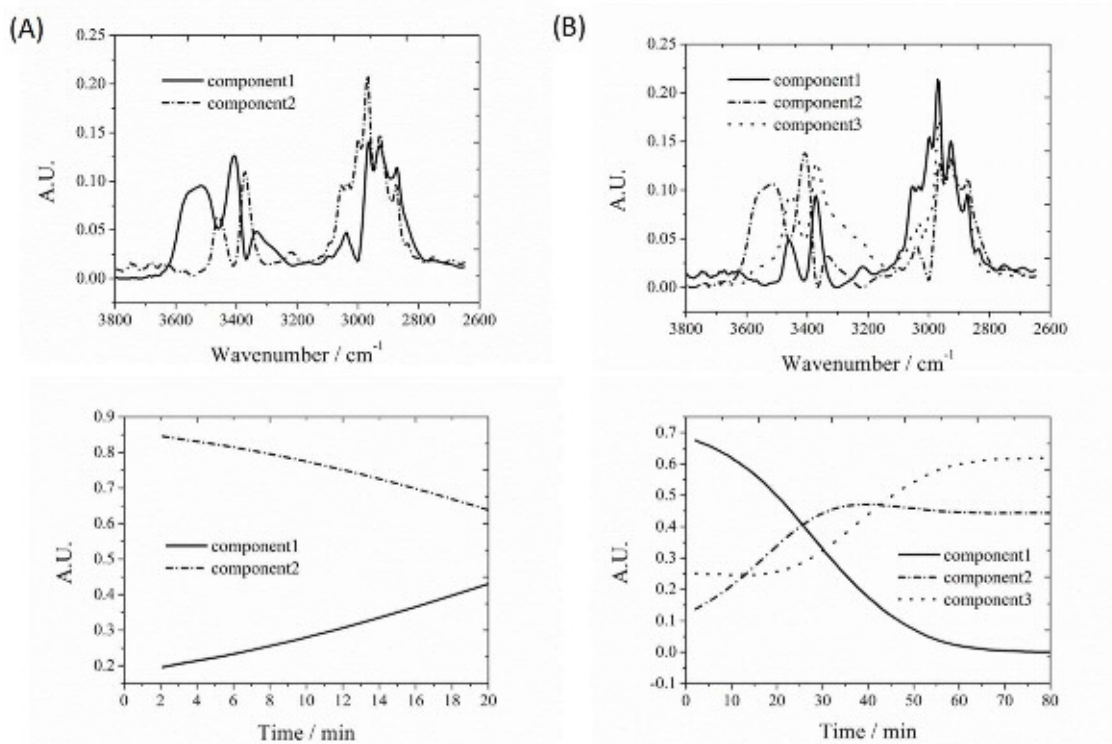 (A)
0.25
0.20
0.15
0.10
0.05
0.00
A.U.
component1
component2
3800 3600 3400 3200 3000 2800 2600
Wavenumber / cm-1
(B)
0.25
0.20
0.15
0.10
0.05
0.00
A.U.
component1
component2
component3
3800 3600 3400 3200 3000 2800 2600
Wavenumber / cm-1
0.9
0.8
0.7
0.6
0.5
0.4
0.3
0.2
A.U.
component1
component2
0 2 4 6 8 10 12 14 16 18 20
Time / min
0.7
0.6
0.5
0.4
0.3
0.2
0.1
0.0
-0.1
A.U.
component1
component2
component3
0 10 20 30 40 50 60 70 80
Time / min